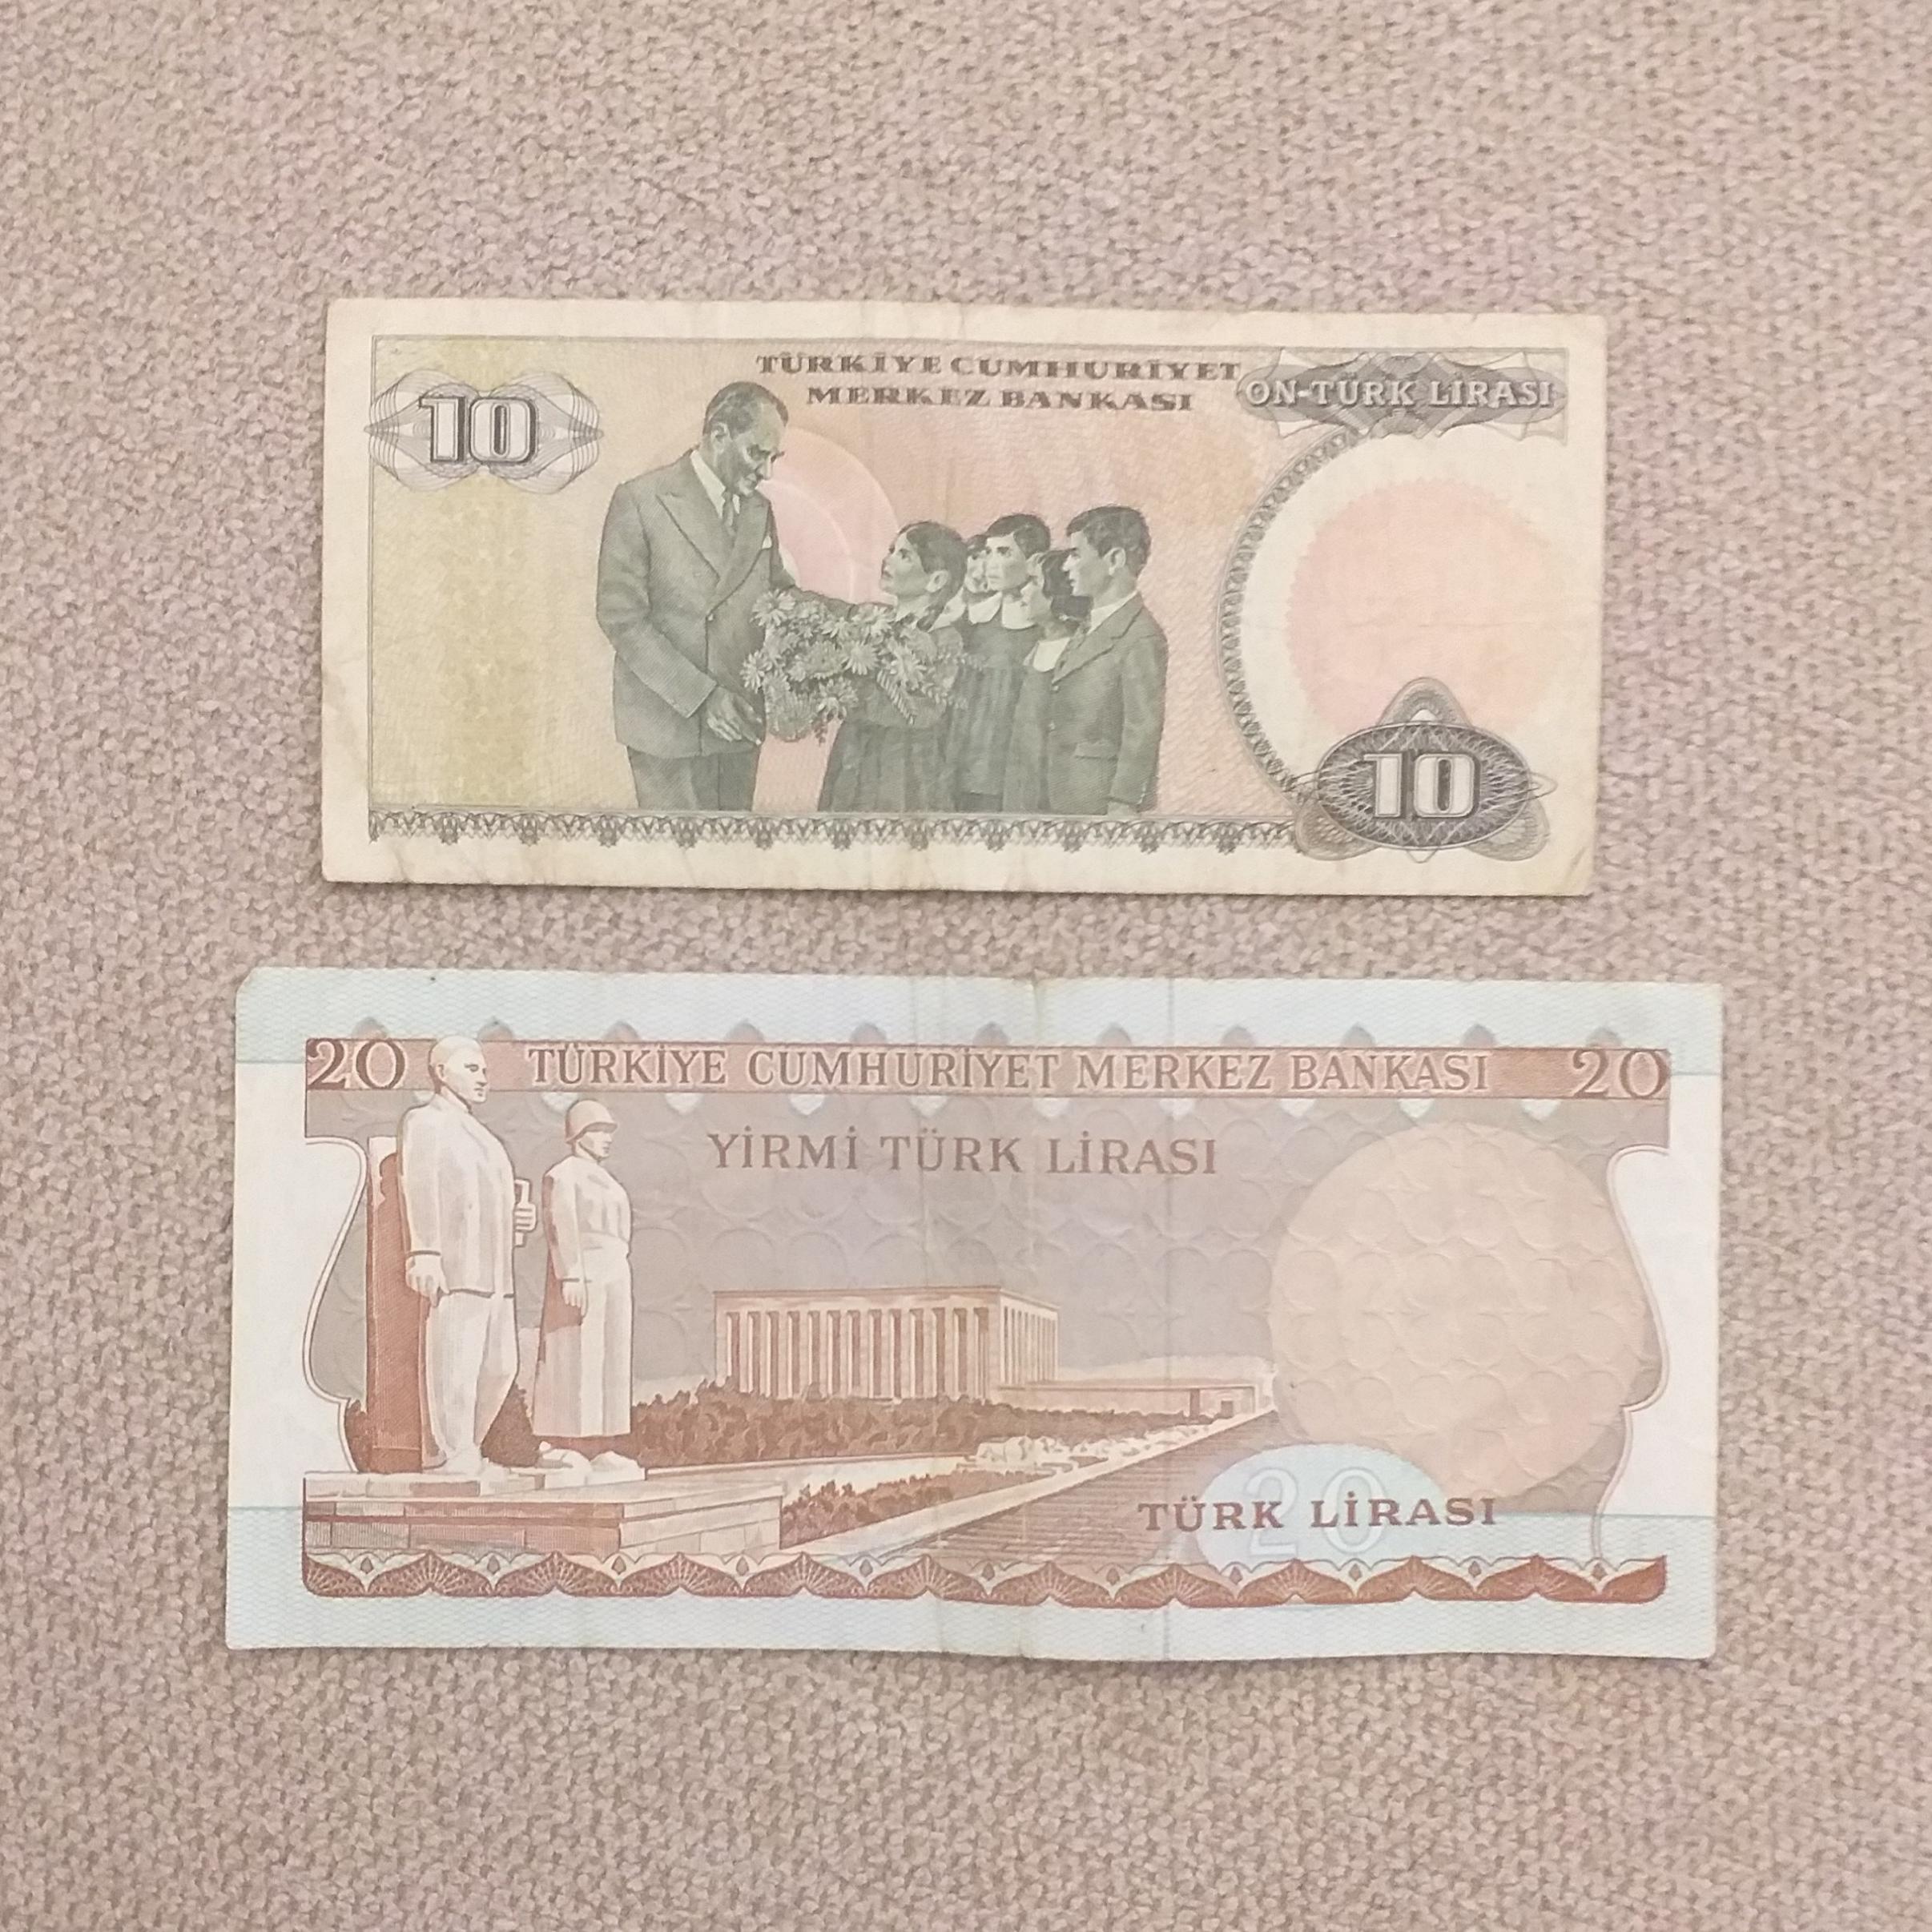 10
TÜRKİYE CUMHURİYET
MERKEZ BANKASI
ON-TÜRK LİRASI
10
20 TÜRKİYE CUMHURİYET MERKEZ BANKASI 20
YİRMİ TÜRK LİRASI
20
TÜRK LİRASI